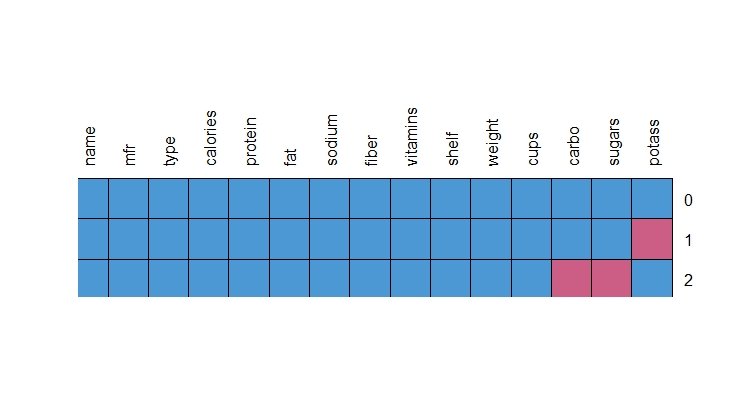 name
mfr
type
calories
protein
fat
sodium
fiber
vitamins
shelf
weight
cups
carbo
sugars
potass
0
1
2